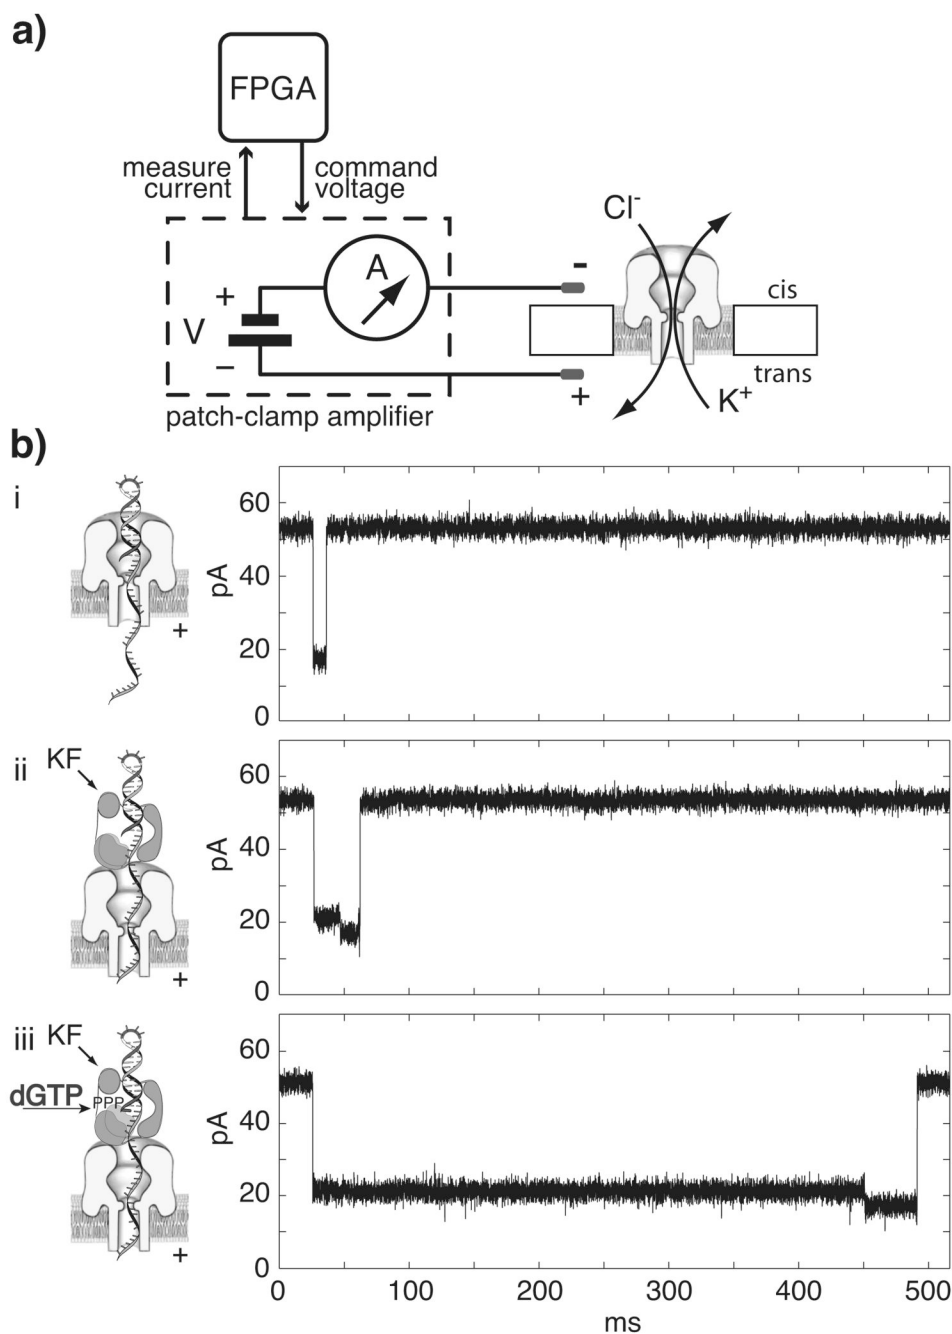 a)
FPGA
measure
current
command
voltage
A
+
V
−
patch-clamp amplifier
-
+
Cl⁻
cis
trans
K⁺
b)
i
+
pA
60
40
20
0
ii
KF
+
pA
60
40
20
0
iii
KF
dGTP
PPP
+
pA
60
40
20
0
0 100 200 300 400 500
ms